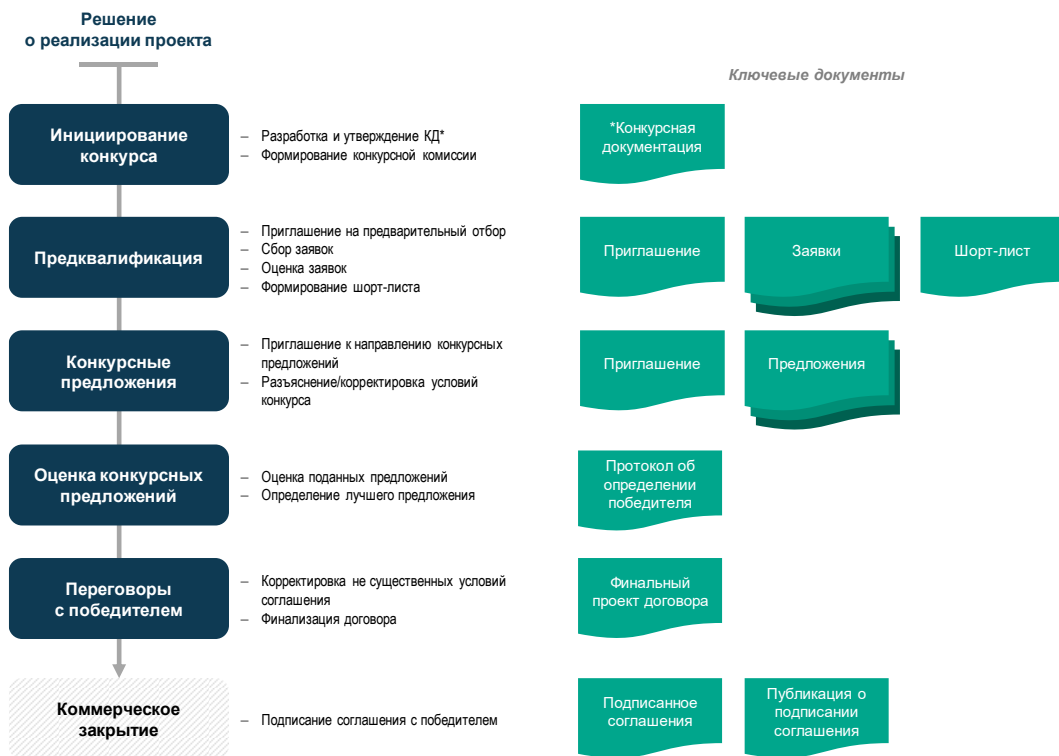 Решение
о реализации проекта
Ключевые документы
Инициирование
конкурса
– Разработка и утверждение КД*
– Формирование конкурсной комиссии
*Конкурсная
документация
Предквалификация
– Приглашение на предварительный отбор
– Сбор заявок
– Оценка заявок
– Формирование шорт-листа
Приглашение
Заявки
Шорт-лист
Конкурсные
предложения
– Приглашение к направлению конкурсных
предложений
– Разъяснение/корректировка условий
конкурса
Приглашение
Предложения
Оценка конкурсных
предложений
– Оценка поданных предложений
– Определение лучшего предложения
Протокол об
определении
победителя
Переговоры
с победителем
– Корректировка не существенных условий
соглашения
– Финализация договора
Финальный
проект договора
Коммерческое
закрытие
– Подписание соглашения с победителем
Подписанное
соглашения
Публикация о
подписании
соглашения